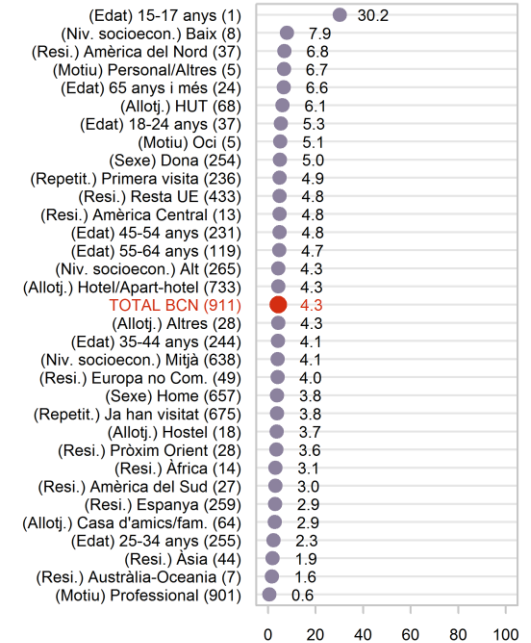 (Edat) 15-17 anys (1) 30.2
(Niv. socioecon.) Baix (8) 7.9
(Resi.) Amèrica del Nord (37) 6.8
(Motiu) Personal/Altres (5) 6.7
(Edat) 65 anys i més (24) 6.6
(Allotj.) HUT (68) 6.1
(Edat) 18-24 anys (37) 5.3
(Motiu) Oci (5) 5.1
(Sexe) Dona (254) 5.0
(Repetit.) Primera visita (236) 4.9
(Resi.) Resta UE (433) 4.8
(Resi.) Amèrica Central (13) 4.8
(Edat) 45-54 anys (231) 4.8
(Edat) 55-64 anys (119) 4.7
(Niv. socioecon.) Alt (265) 4.3
(Allotj.) Hotel/Apart-hotel (733) 4.3
TOTAL BCN (911) 4.3
(Allotj.) Altres (28) 4.3
(Edat) 35-44 anys (244) 4.1
(Niv. socioecon.) Mitjà (638) 4.1
(Resi.) Europa no Com. (49) 4.0
(Sexe) Home (657) 3.8
(Repetit.) Ja han visitat (675) 3.8
(Allotj.) Hostel (18) 3.7
(Resi.) Pròxim Orient (28) 3.6
(Resi.) Àfrica (14) 3.1
(Resi.) Amèrica del Sud (27) 3.0
(Resi.) Espanya (259) 2.9
(Allotj.) Casa d'amics/fam. (64) 2.9
(Edat) 25-34 anys (255) 2.3
(Resi.) Àsia (44) 1.9
(Resi.) Austràlia-Oceania (7) 1.6
(Motiu) Professional (901) 0.6
0 20 40 60 80 100